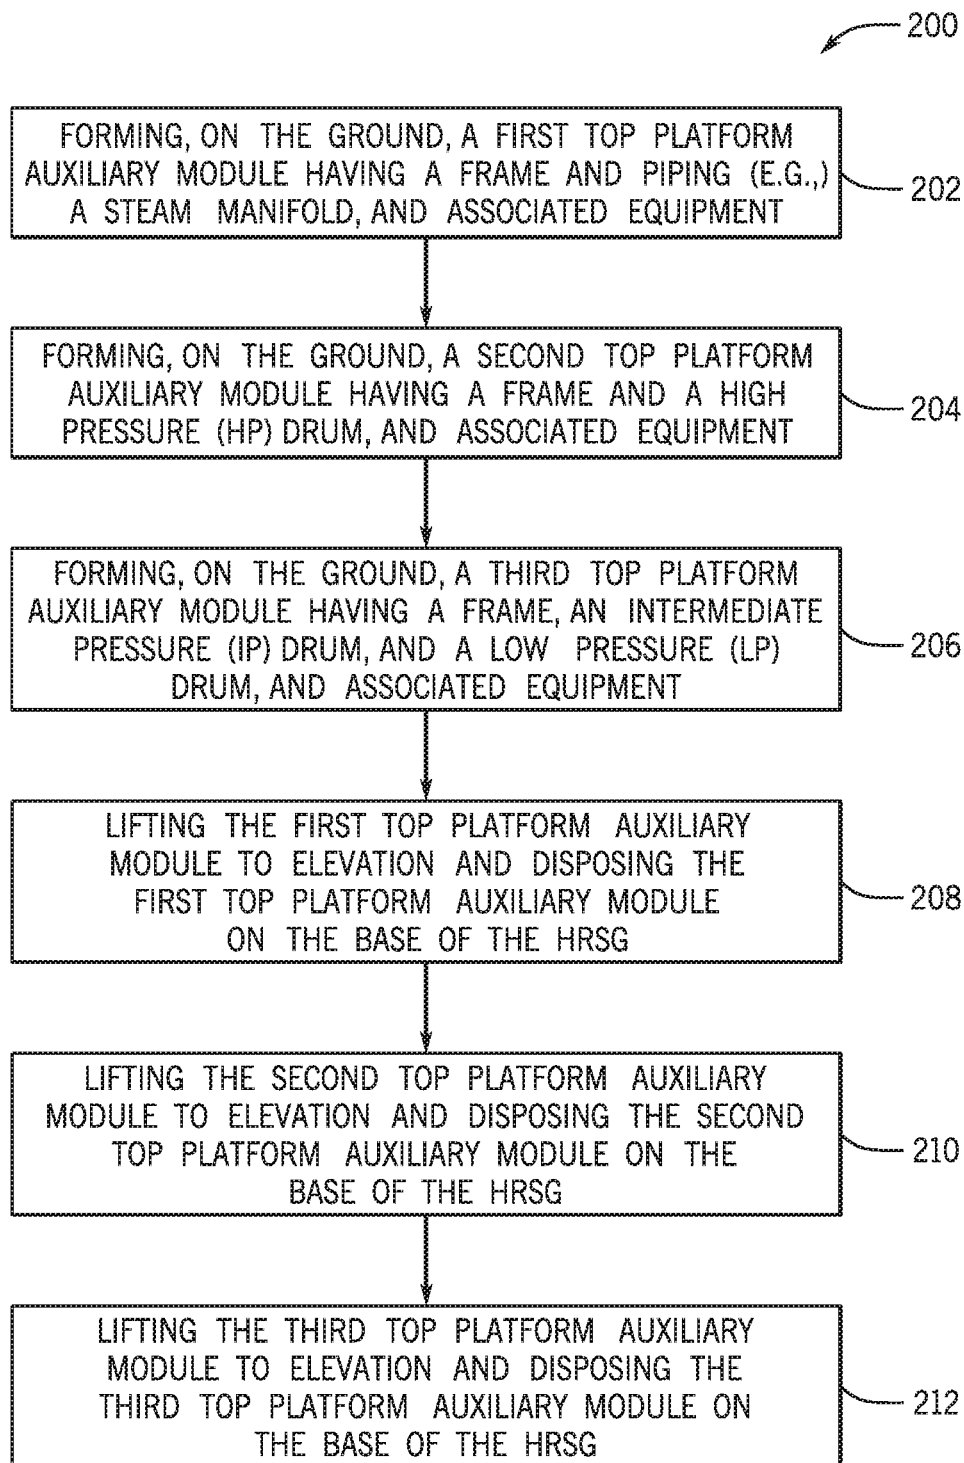 200
FORMING, ON THE GROUND, A FIRST TOP PLATFORM
AUXILIARY MODULE HAVING A FRAME AND PIPING (E.G.,)
A STEAM MANIFOLD, AND ASSOCIATED EQUIPMENT
202
FORMING, ON THE GROUND, A SECOND TOP PLATFORM
AUXILIARY MODULE HAVING A FRAME AND A HIGH
PRESSURE (HP) DRUM, AND ASSOCIATED EQUIPMENT
204
FORMING, ON THE GROUND, A THIRD TOP PLATFORM
AUXILIARY MODULE HAVING A FRAME, AN INTERMEDIATE
PRESSURE (IP) DRUM, AND A LOW PRESSURE (LP)
DRUM, AND ASSOCIATED EQUIPMENT
206
LIFTING THE FIRST TOP PLATFORM AUXILIARY
MODULE TO ELEVATION AND DISPOSING THE
FIRST TOP PLATFORM AUXILIARY MODULE
ON THE BASE OF THE HRSG
208
LIFTING THE SECOND TOP PLATFORM AUXILIARY
MODULE TO ELEVATION AND DISPOSING THE SECOND
TOP PLATFORM AUXILIARY MODULE ON THE
BASE OF THE HRSG
210
LIFTING THE THIRD TOP PLATFORM AUXILIARY
MODULE TO ELEVATION AND DISPOSING THE
THIRD TOP PLATFORM AUXILIARY MODULE ON
THE BASE OF THE HRSG
212